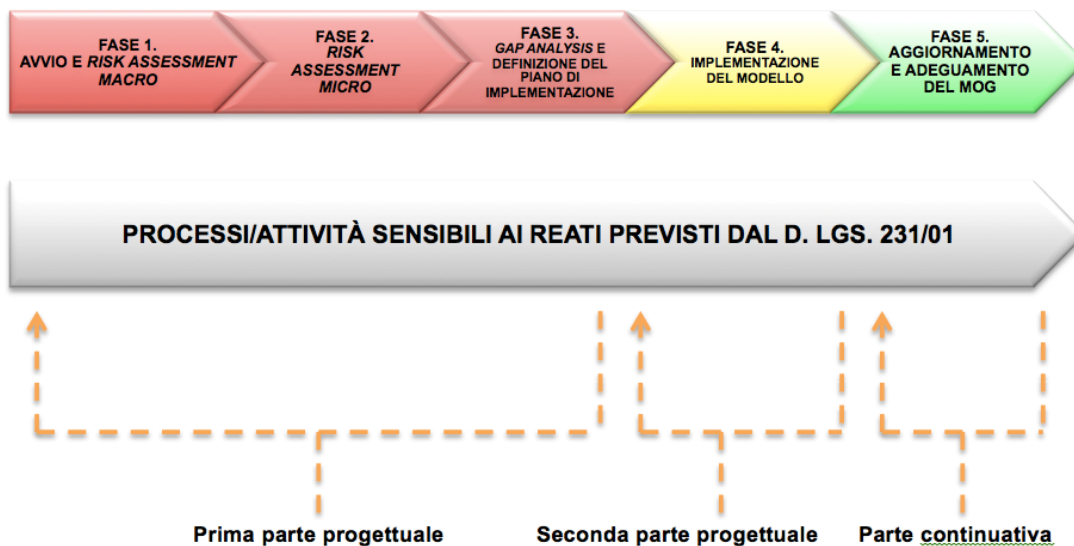 FASE 1.
AVVIO E RISK ASSESSMENT
MACRO
FASE 2.
RISK
ASSESSMENT
MICRO
FASE 3.
GAP ANALYSIS E
DEFINIZIONE DEL
PIANO DI
IMPLEMENTAZIONE
FASE 4.
IMPLEMENTAZIONE
DEL MODELLO
FASE 5.
AGGIORNAMENTO
E ADEGUAMENTO
DEL MOG
PROCESSI/ATTIVITÀ SENSIBILI AI REATI PREVISTI DAL D. LGS. 231/01
Prima parte progettuale
Seconda parte progettuale
Parte continuativa